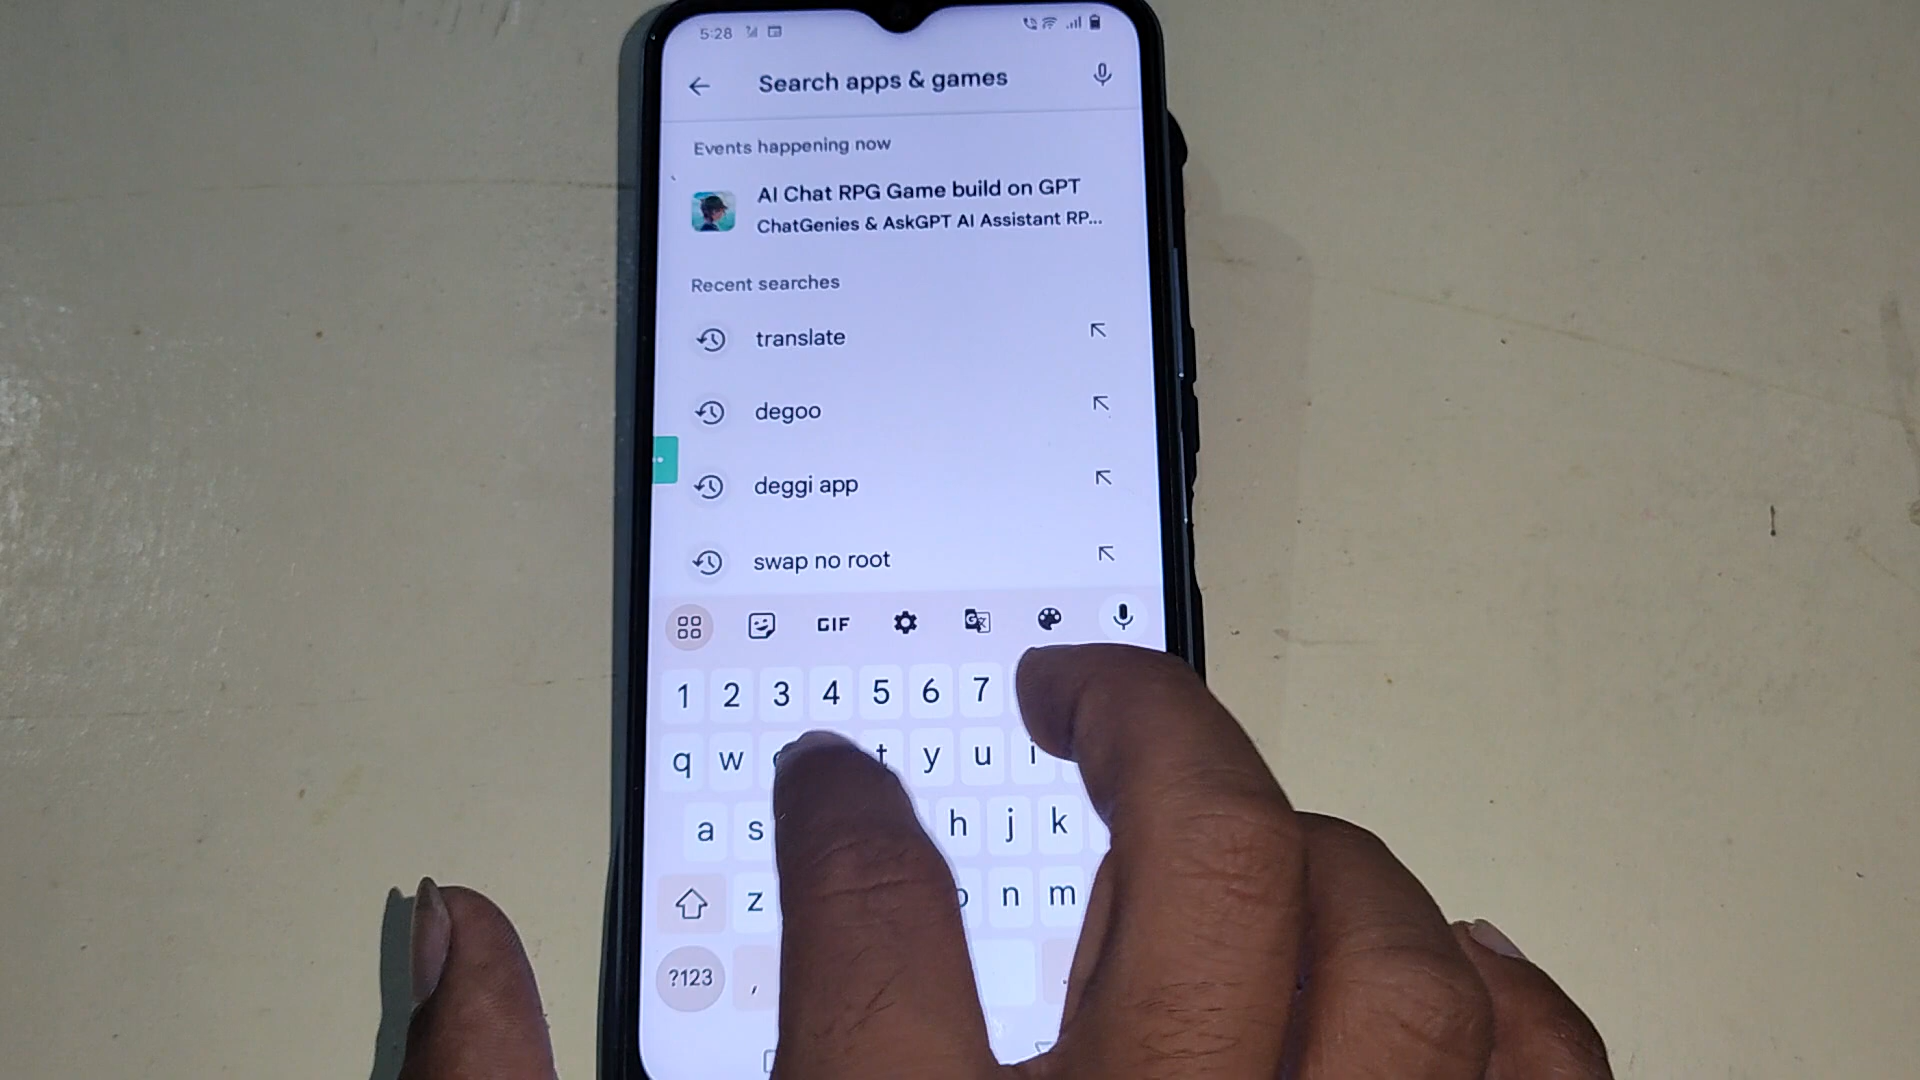 5:28
Search apps & games
Events happening now
AI Chat RPG Game build on GPT
ChatGenies & AskGPT AI Assistant RP...
Recent searches
translate
degoo
deggi app
swap no root
GIF
1 2 3 4 5 6 7
q w t y u i
a s h j k
z n m
?123 , .